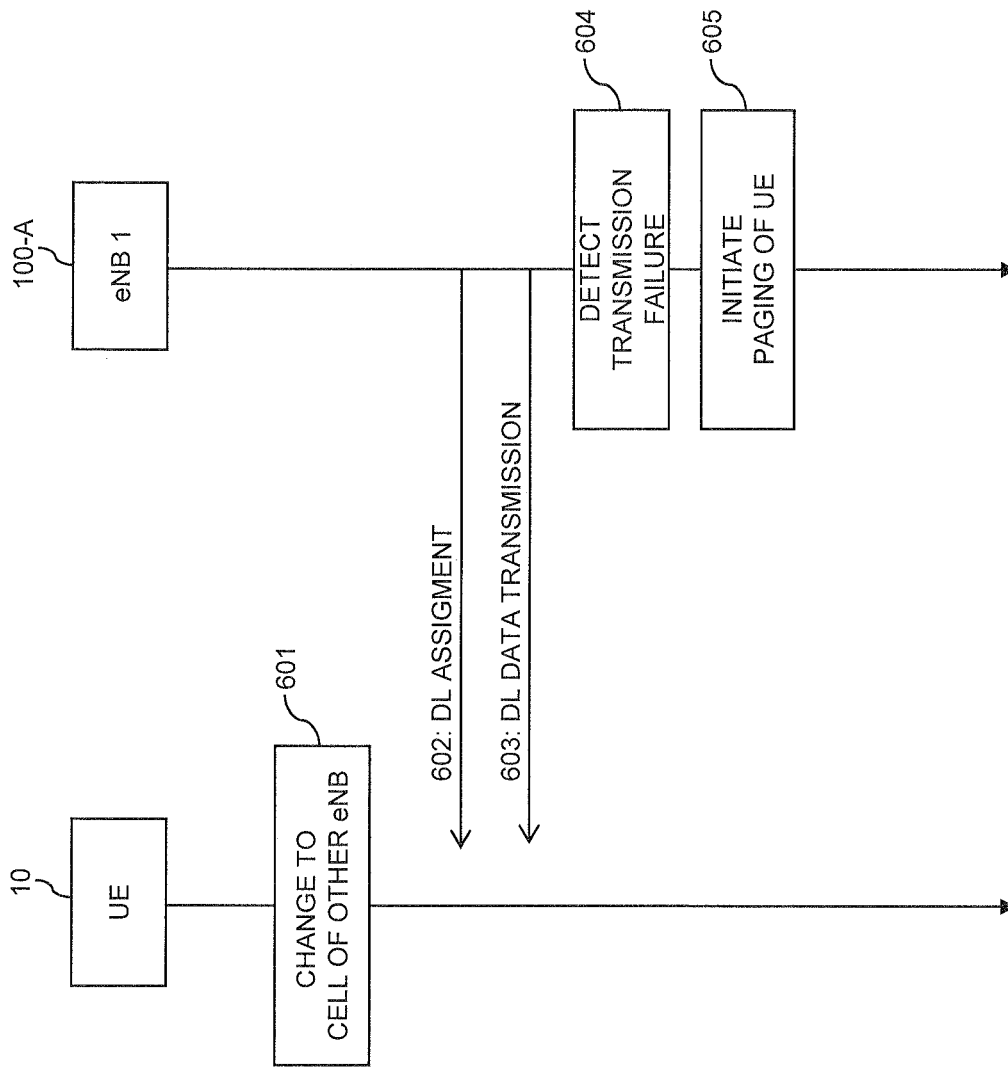 10
UE
100-A
eNB 1
601
CHANGE TO
CELL OF OTHER eNB
602: DL ASSIGMENT
603: DL DATA TRANSMISSION
604
DETECT
TRANSMISSION
FAILURE
605
INITIATE
PAGING OF UE